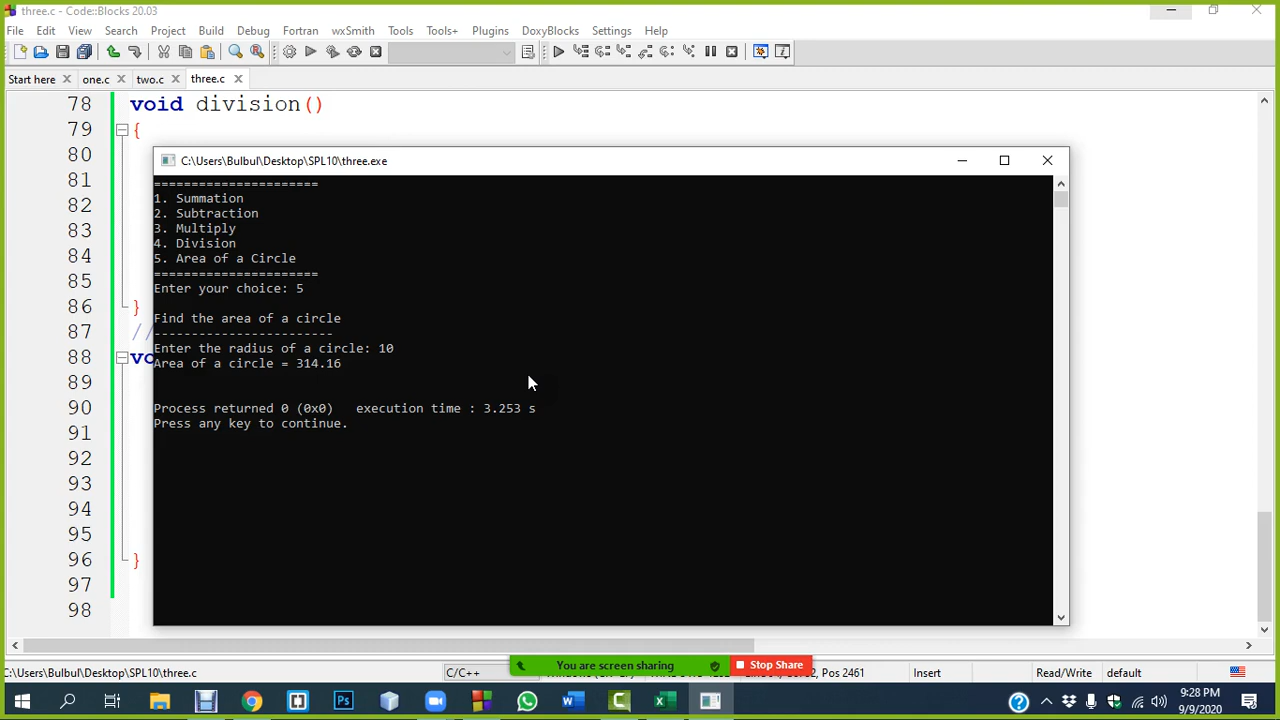 three.c - Code::Blocks 20.03
File Edit View Search Project Build Debug Fortran wxSmith Tools Tools+ Plugins DoxyBlocks Settings Help
Start here one.c two.c three.c
78 void division()
79 {
80
81
82
83
84
85
86 }
87 //
88 vo
89
90
91
92
93
94
95
96 }
97
98
C:\Users\Bulbul\Desktop\SPL10\three.exe
======================
1. Summation
2. Subtraction
3. Multiply
4. Division
5. Area of a Circle
======================
Enter your choice: 5
Find the area of a circle
------------------------
Enter the radius of a circle: 10
Area of a circle = 314.16
Process returned 0 (0x0)   execution time : 3.253 s
Press any key to continue.
You are screen sharing Stop Share
C:\Users\Bulbul\Desktop\SPL10\three.c C/C++ Pos 2461 Insert Read/Write default
9:28 PM
9/9/2020